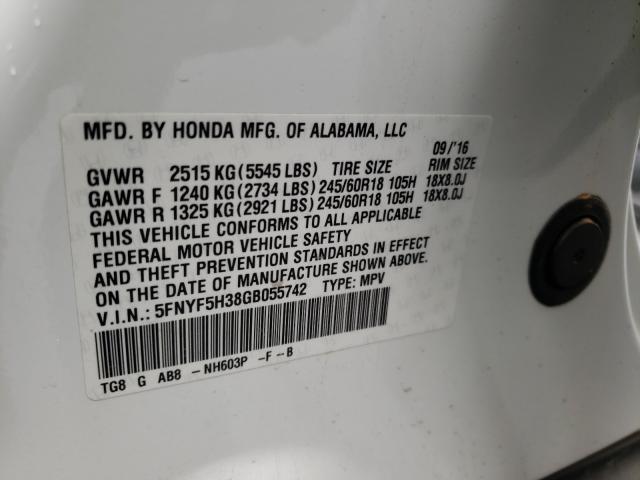 MFD. BY HONDA MFG. OF ALABAMA, LLC
09/'16
GVWR 2515 KG(5545 LBS) TIRE SIZE RIM SIZE
GAWR F 1240 KG(2734 LBS)245/60R18 105H 18X8.0J
GAWR R 1325 KG(2921 LBS)245/60R18 105H 18X8.0J
THIS VEHICLE CONFORMS TO ALL APPLICABLE
FEDERAL MOTOR VEHICLE SAFETY
AND THEFT PREVENTION STANDARDS IN EFFECT
ON THE DATE OF MANUFACTURE SHOWN ABOVE.
V.I.N.: 5FNYF5H38GB055742 TYPE: MPV
TG8 G AB8 -NH603P -F-B